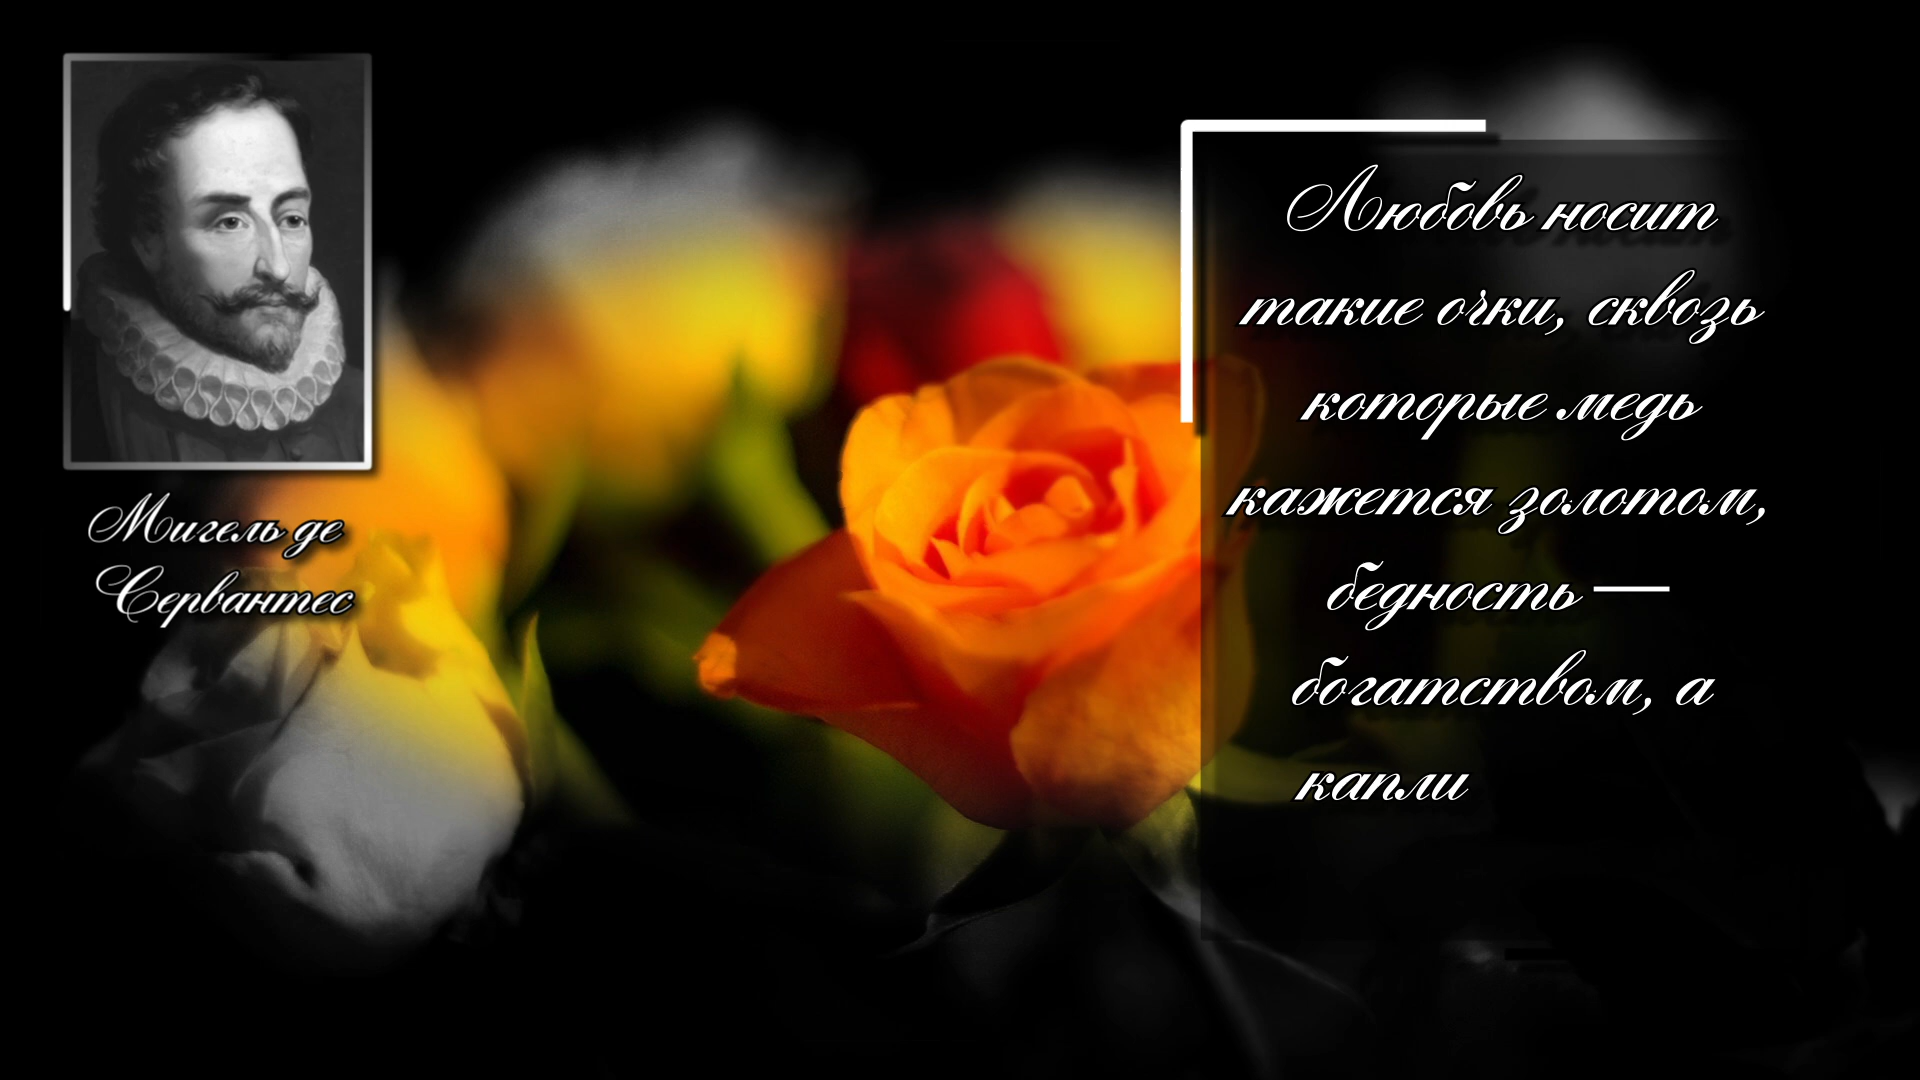 Мигель де
Сервантес
Любовь носит
такие очки, сквозь
которые медь
кажется золотом,
бедность —
богатством, а
капли